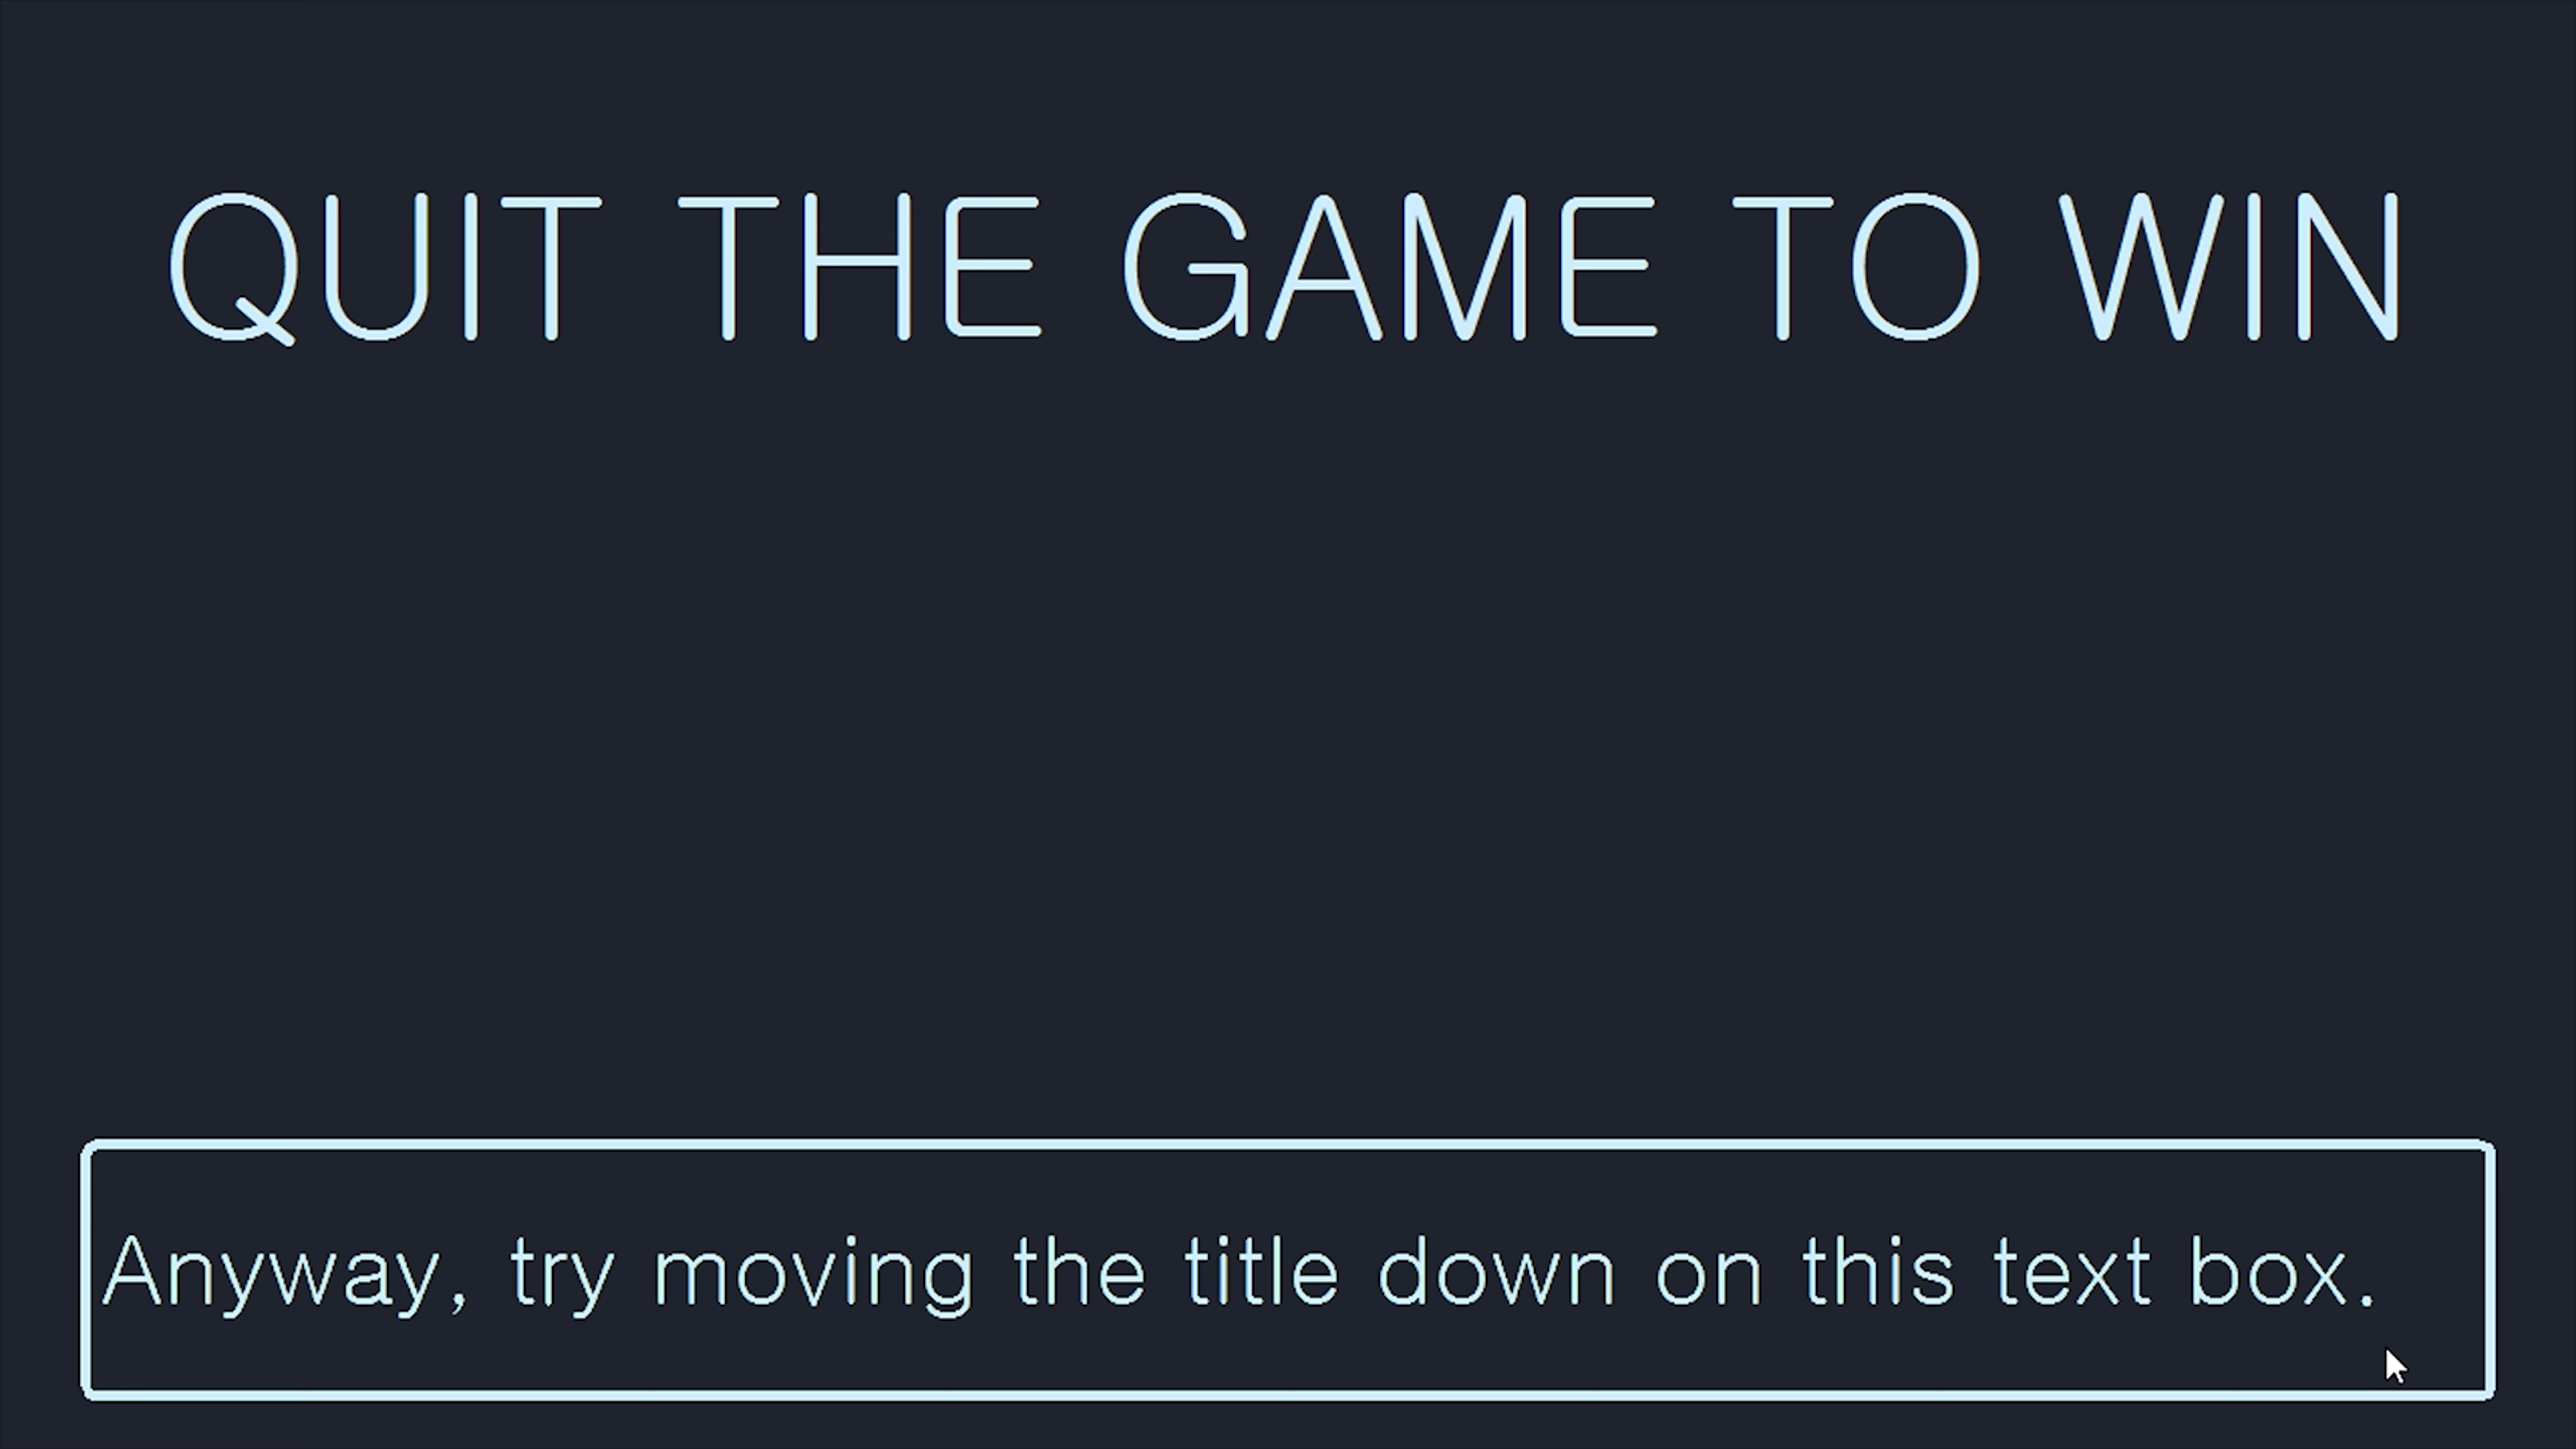 QUIT THE GAME TO WIN
Anyway, try moving the title down on this text box.